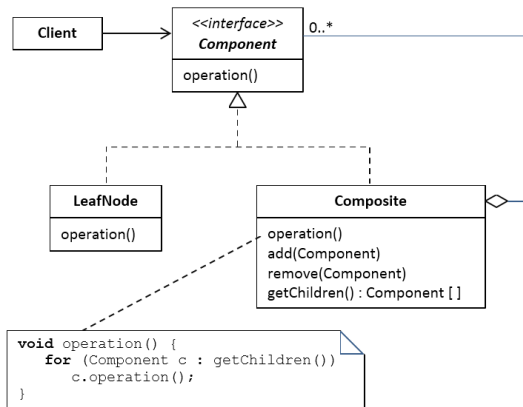 Client
<<interface>>
Component
0..*
operation()
LeafNode
operation()
Composite
operation()
add(Component)
remove(Component)
getChildren() : Component [ ]
void operation() {
for (Component c : getChildren())
c.operation();
}